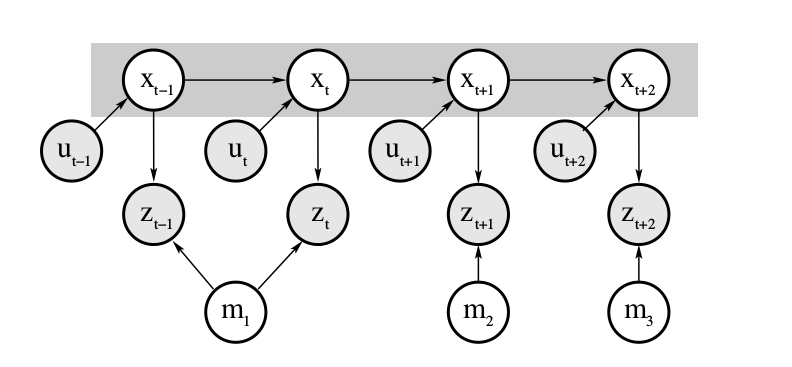 x_{t–1} x_t x_{t+1} x_{t+2}
u_{t–1} u_t u_{t+1} u_{t+2}
z_{t–1} z_t z_{t+1} z_{t+2}
m_1 m_2 m_3